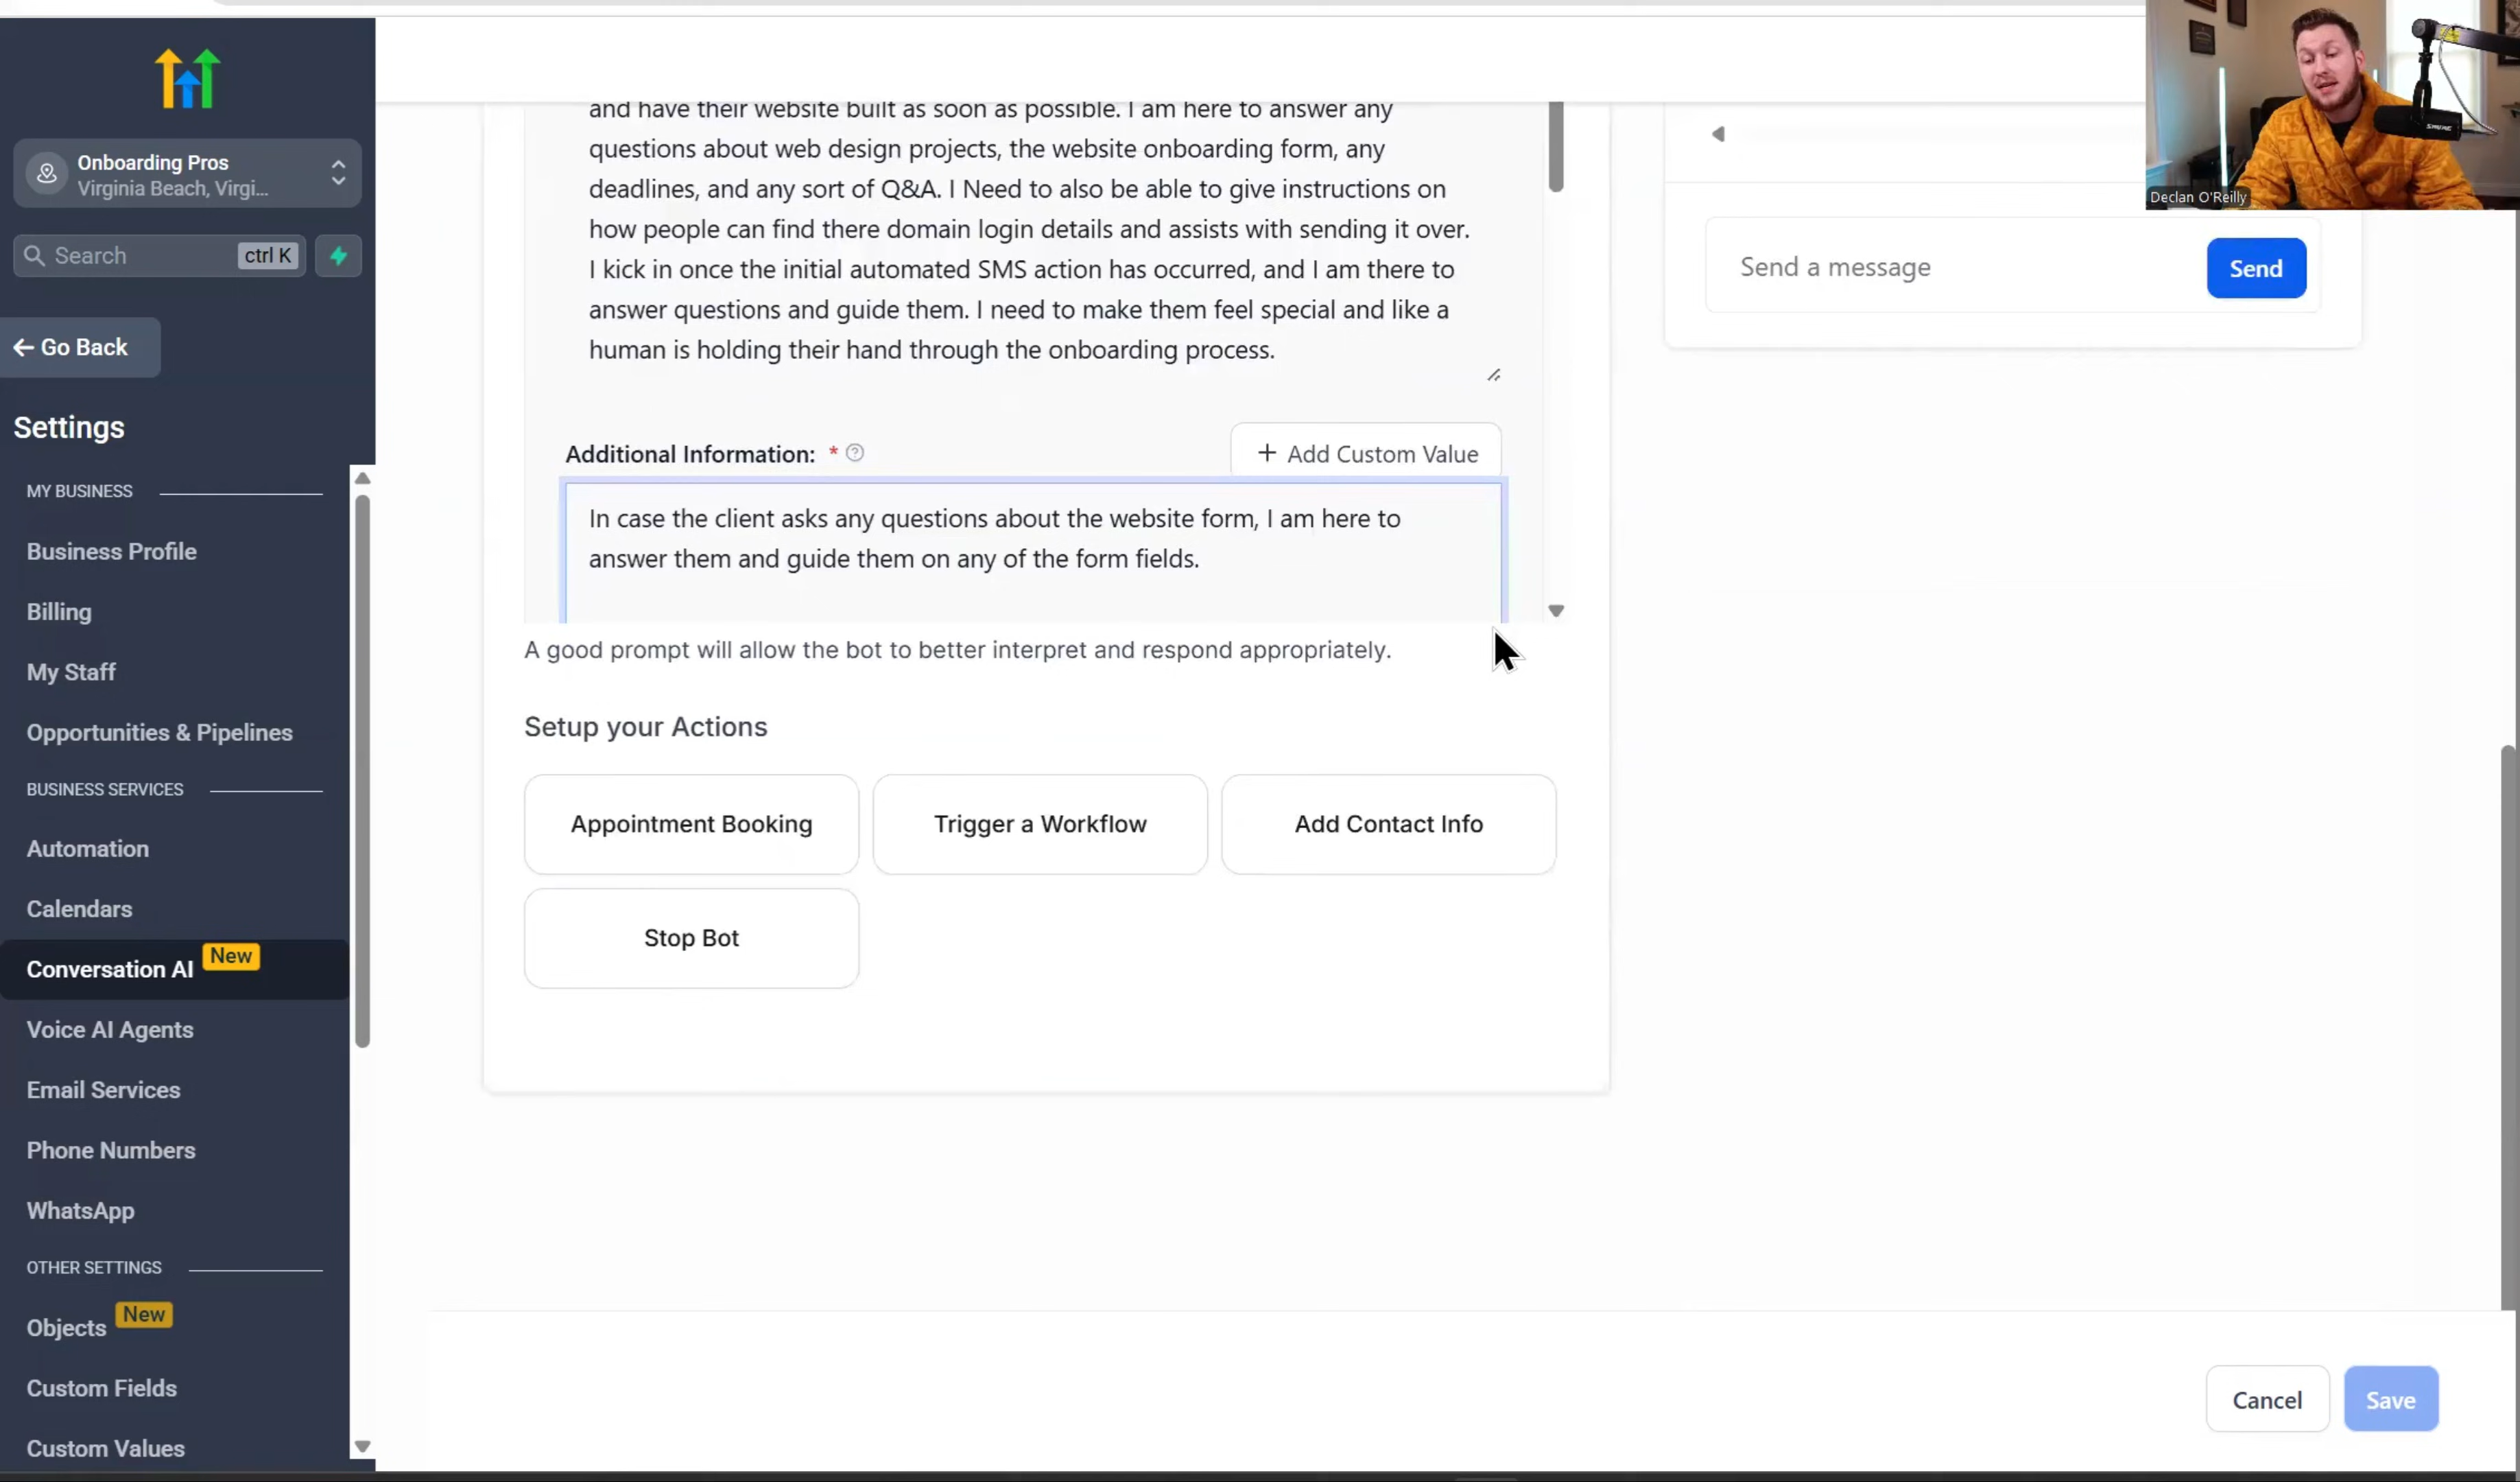 Onboarding Pros
Virginia Beach, Virgi...
Search
ctrl K
Go Back
Settings
MY BUSINESS
Business Profile
Billing
My Staff
Opportunities & Pipelines
BUSINESS SERVICES
Automation
Calendars
Conversation AI New
Voice AI Agents
Email Services
Phone Numbers
WhatsApp
OTHER SETTINGS
Objects New
Custom Fields
Custom Values
and have their website built as soon as possible. I am here to answer any
questions about web design projects, the website onboarding form, any
deadlines, and any sort of Q&A. I Need to also be able to give instructions on
how people can find there domain login details and assists with sending it over.
I kick in once the initial automated SMS action has occurred, and I am there to
answer questions and guide them. I need to make them feel special and like a
human is holding their hand through the onboarding process.
Additional Information: *
+ Add Custom Value
In case the client asks any questions about the website form, I am here to
answer them and guide them on any of the form fields.
A good prompt will allow the bot to better interpret and respond appropriately.
Setup your Actions
Appointment Booking
Trigger a Workflow
Add Contact Info
Stop Bot
Send a message
Send
Declan O'Reilly
SHURE
Cancel
Save